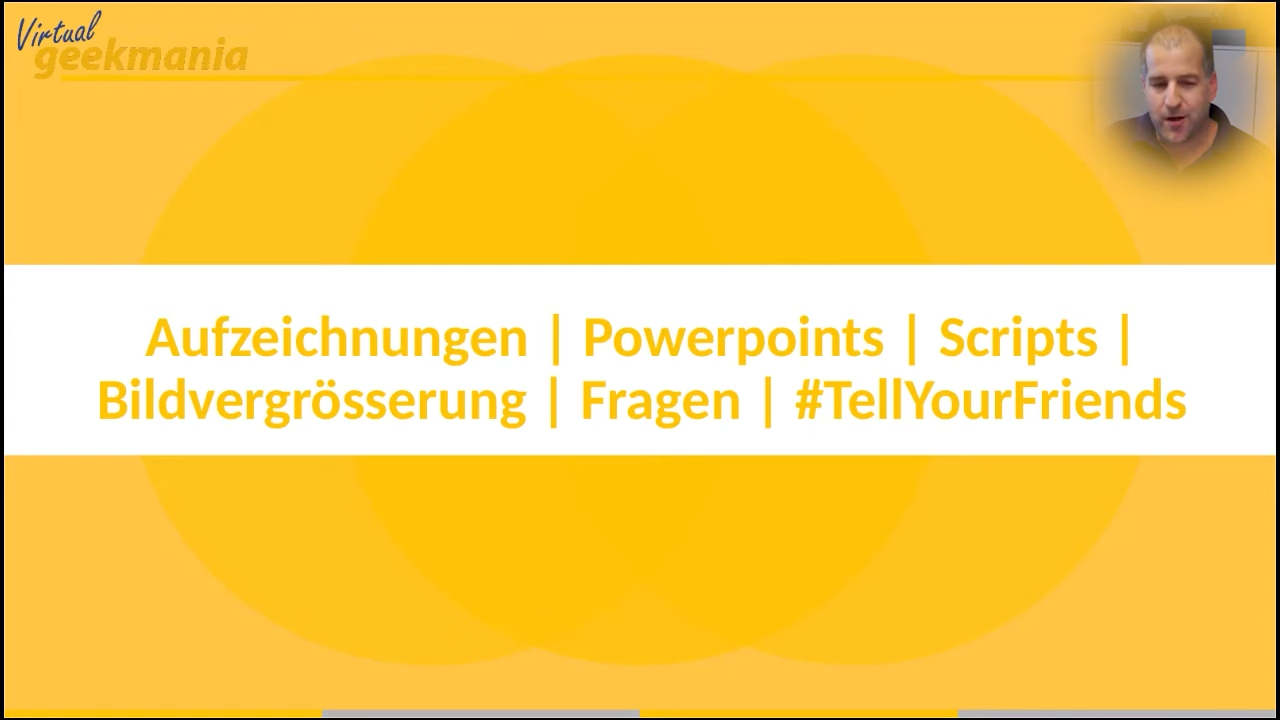 Virtual
geekmania
Aufzeichnungen | Powerpoints | Scripts |
Bildvergrösserung | Fragen | #TellYourFriends